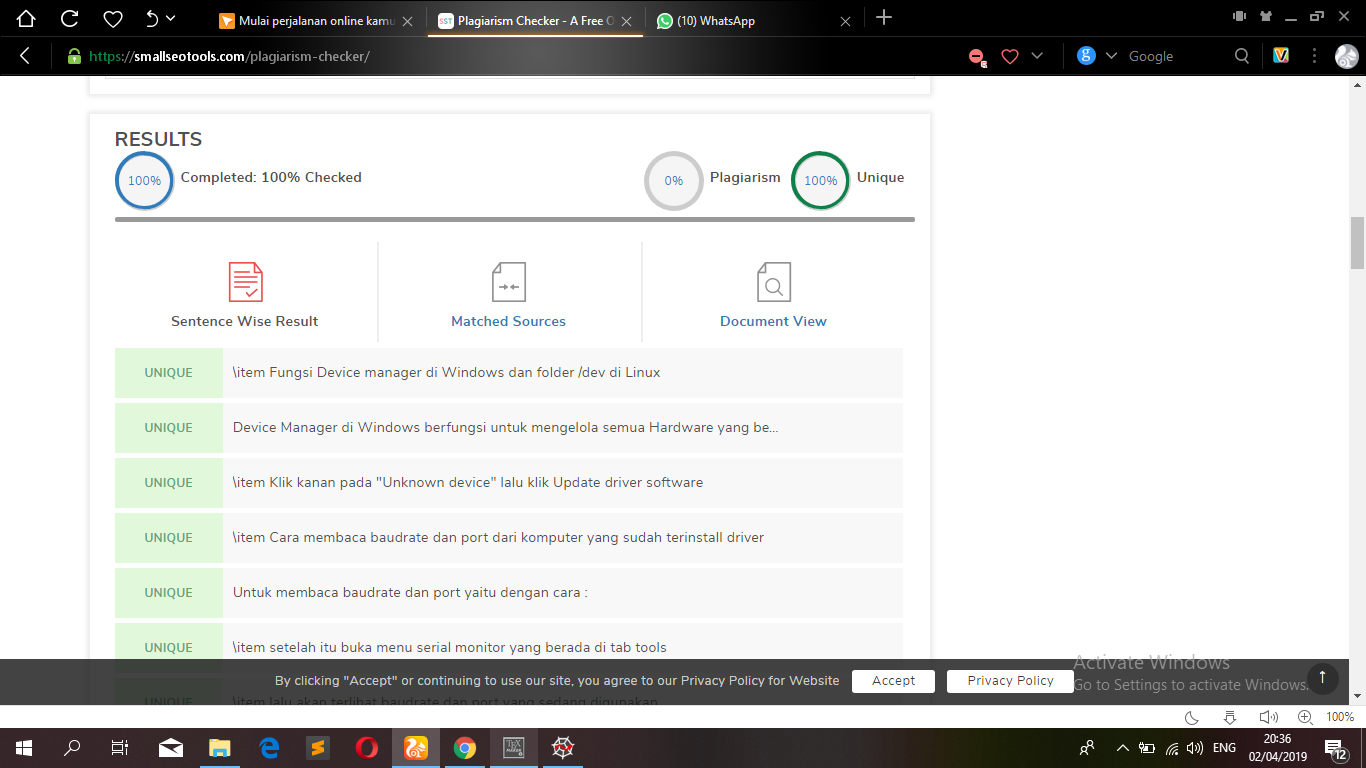 Mulai perjalanan online kamu
SST
Plagiarism Checker - A Free O
(10) WhatsApp
https://smallseotools.com/plagiarism-checker/
g
Google
RESULTS
100%
Completed: 100% Checked
0%
Plagiarism
100%
Unique
Sentence Wise Result
Matched Sources
Document View
UNIQUE
\item Fungsi Device manager di Windows dan folder /dev di Linux
UNIQUE
Device Manager di Windows berfungsi untuk mengelola semua Hardware yang be...
UNIQUE
\item Klik kanan pada "Unknown device" lalu klik Update driver software
UNIQUE
\item Cara membaca baudrate dan port dari komputer yang sudah terinstall driver
UNIQUE
Untuk membaca baudrate dan port yaitu dengan cara :
UNIQUE
\item setelah itu buka menu serial monitor yang berada di tab tools
\item lalu akan terlihat baudrate dan port yang sedang digunakan
By clicking "Accept" or continuing to use our site, you agree to our Privacy Policy for Website
Accept
Privacy Policy
Activate Windows
Go to Settings to activate Windows.
100%
ENG
20:36
02/04/2019
12